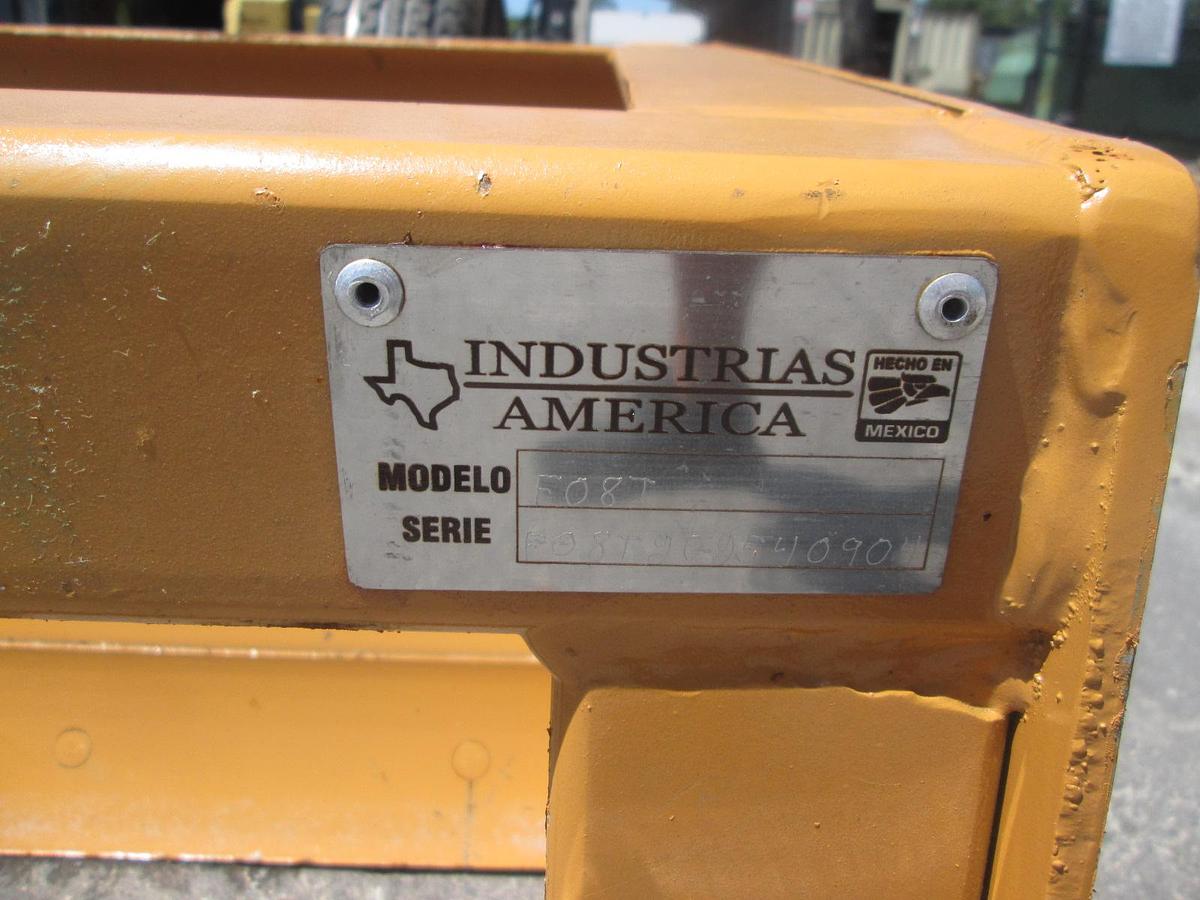 INDUSTRIAS
AMERICA
HECHO EN
MEXICO
MODELO F08T
SERIE